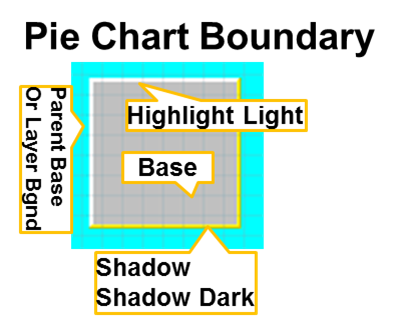 Pie Chart Boundary
Parent Base
Or Layer Bgnd
Highlight Light
Base
Shadow
Shadow Dark